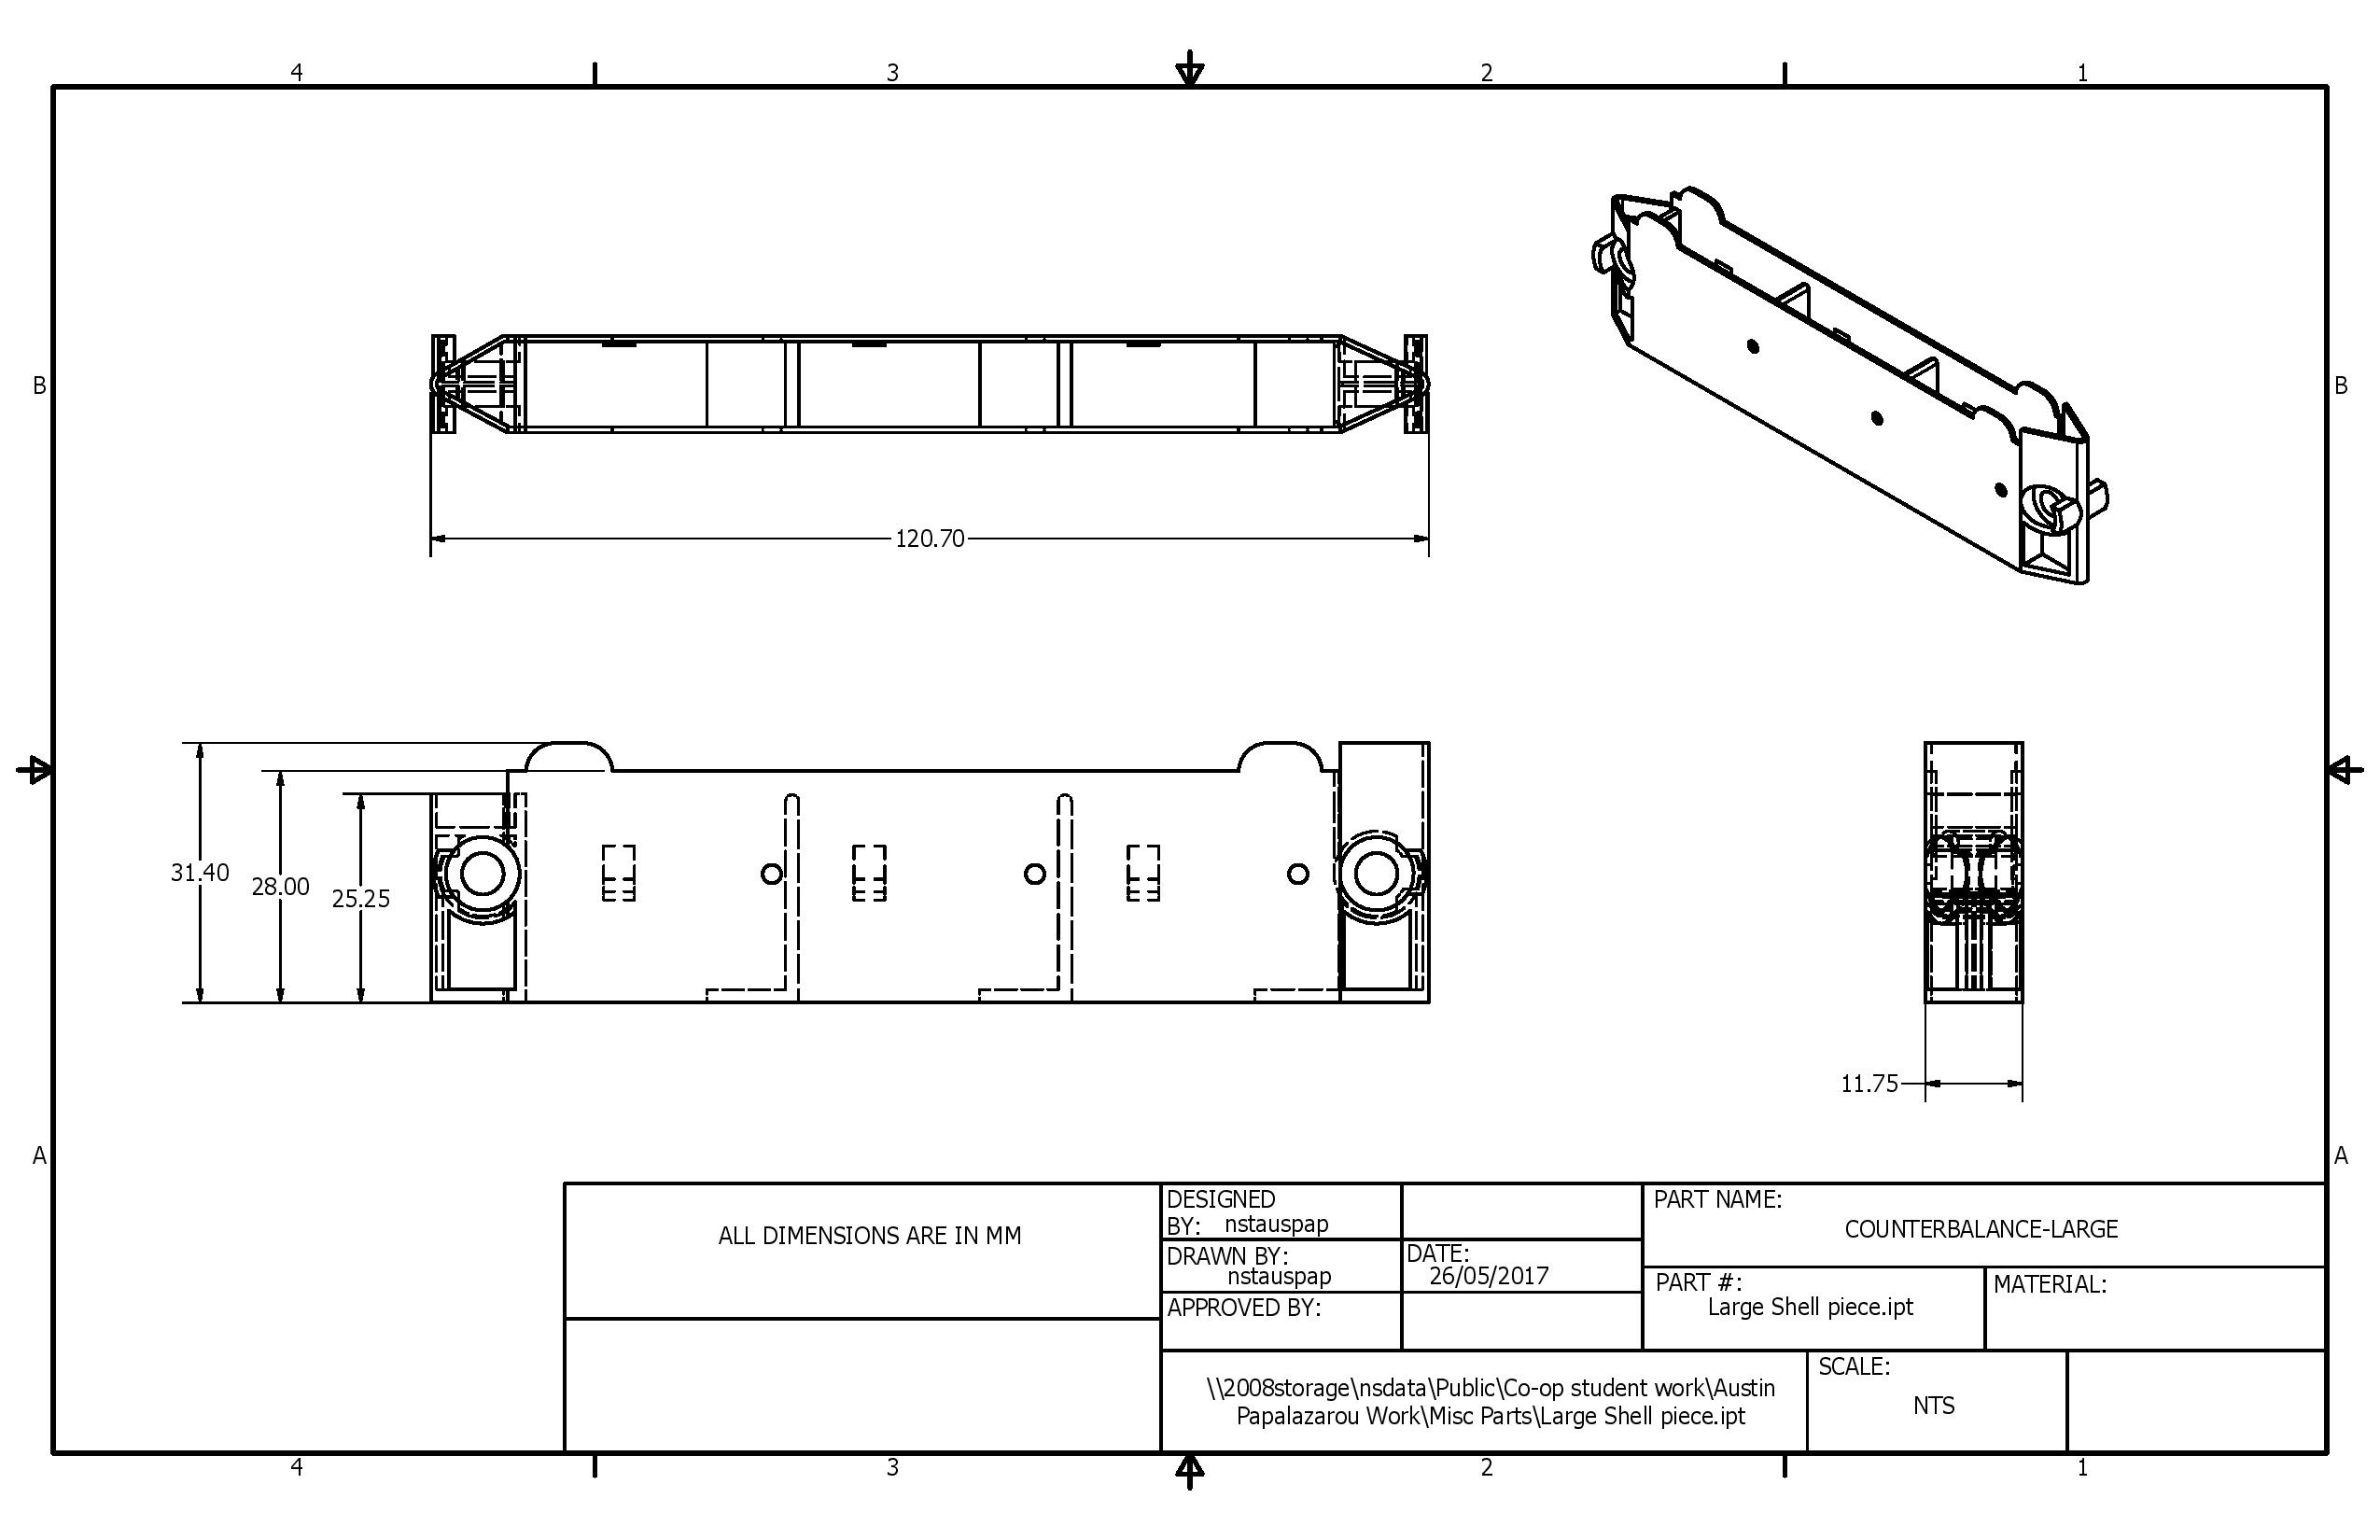 4 3 2 1
B B
120.70
31.40
28.00
25.25
11.75
A A
ALL DIMENSIONS ARE IN MM
DESIGNED
BY: nstauspap
DRAWN BY:
nstauspap
DATE:
26/05/2017
APPROVED BY:
PART NAME:
COUNTERBALANCE-LARGE
PART #:
Large Shell piece.ipt
MATERIAL:
\\2008storage\nsdata\Public\Co-op student work\Austin
Papalazarou Work\Misc Parts\Large Shell piece.ipt
SCALE:
NTS
4 3 2 1